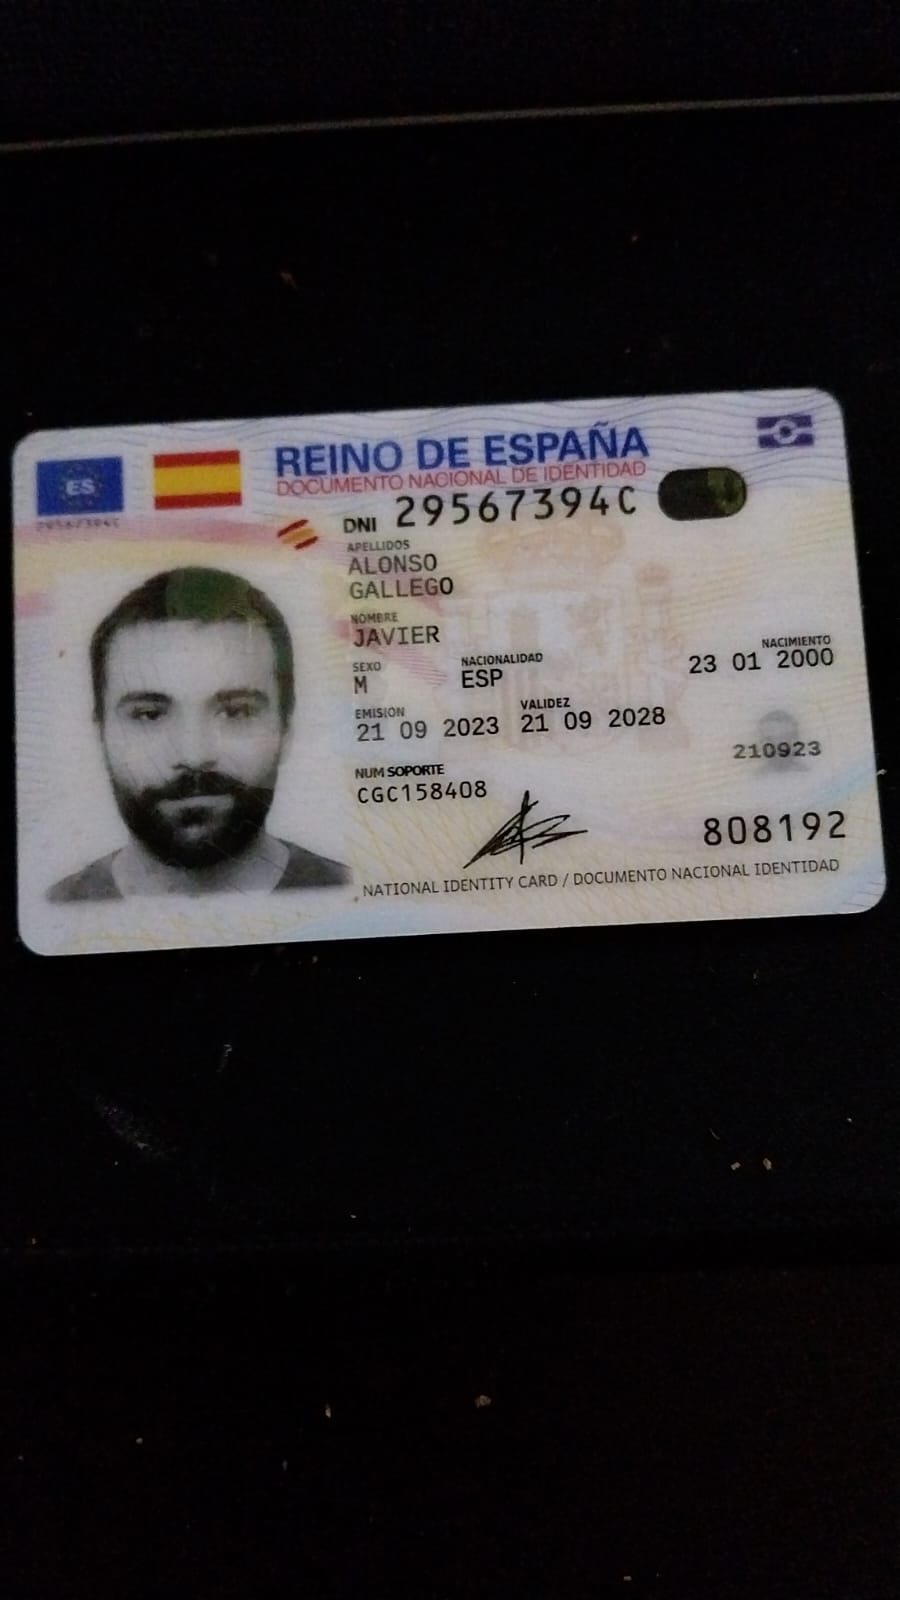 REINO DE ESPAÑA
DOCUMENTO NACIONAL DE IDENTIDAD
ES
29567394C
DNI 29567394C
APELLIDOS
ALONSO
GALLEGO
NOMBRE
JAVIER
SEXO NACIONALIDAD NACIMIENTO
M ESP 23 01 2000
EMISIÓN VALIDEZ
21 09 2023 21 09 2028
210923
NUM SOPORTE
CGC158408
808192
NATIONAL IDENTITY CARD / DOCUMENTO NACIONAL IDENTIDAD